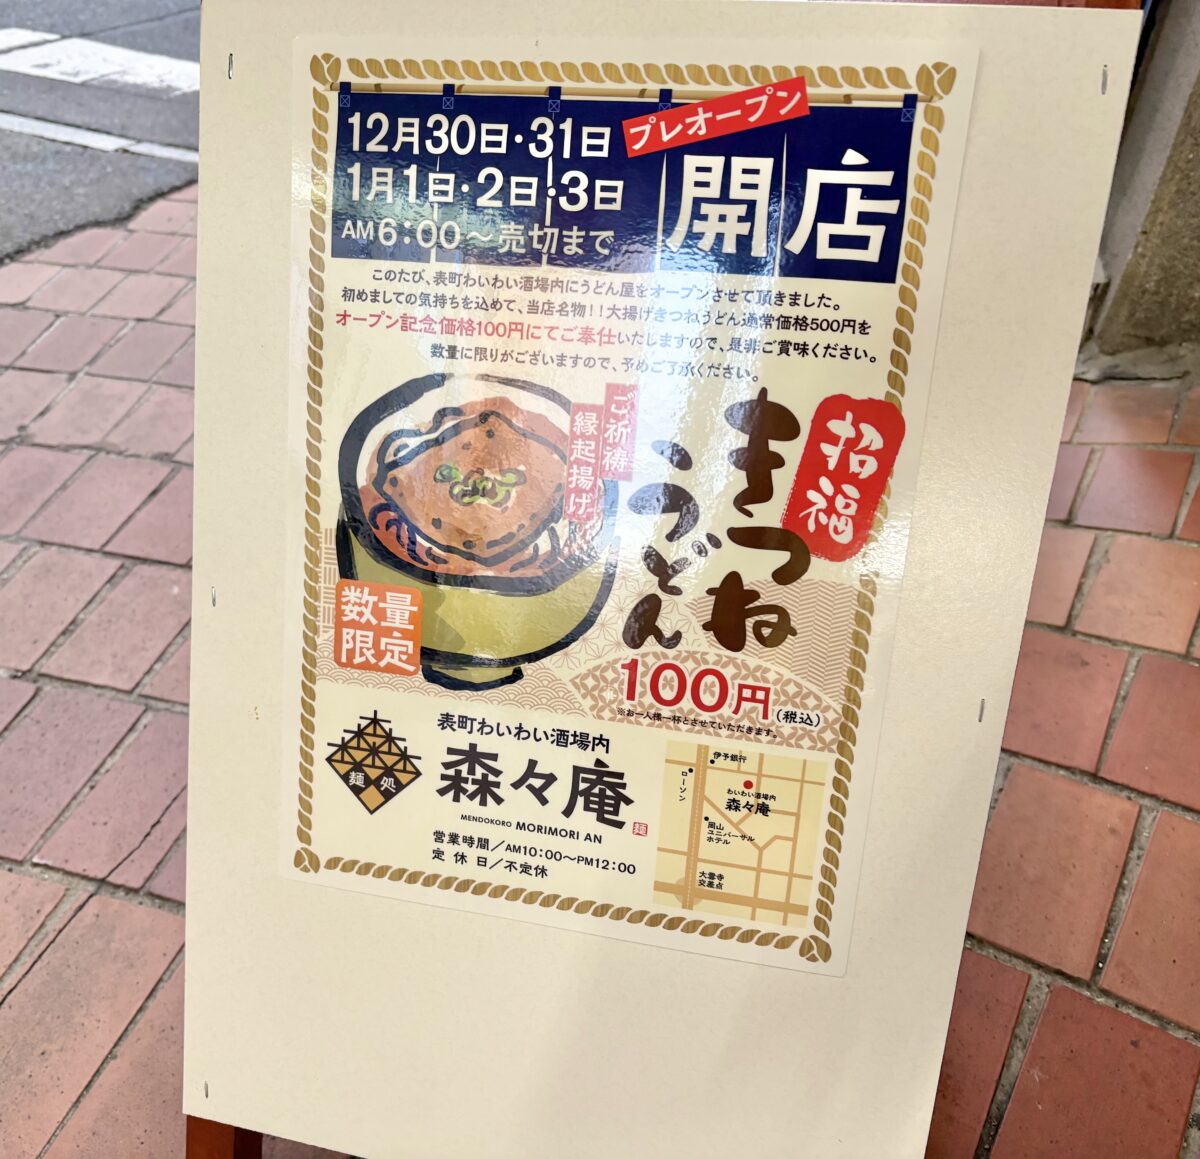 12月30日・31日
1月1日・2日・3日
AM6:00～売切まで
プレオープン
開店
このたび、表町わいわい酒場内にうどん屋をオープンさせて頂きました。
初めましての気持ちを込めて、当店名物！！大揚げきつねうどん通常価格500円を
オープン記念価格100円にてご奉仕いたしますので、是非ご賞味ください。
数量に限りがございますので、予めご了承ください。
招福
きつね
うどん
ご祈祷
縁起揚げ
数量
限定
100円(税込)
※お一人様一杯とさせていただきます。
麺処
表町わいわい酒場内
森々庵
麺
MENDOKORO MORIMORI AN
営業時間／AM10:00～PM12:00
定休日／不定休
伊予銀行
ローソン
わいわい酒場内
森々庵
岡山
ユニバーサル
ホテル
大雲寺
交差点